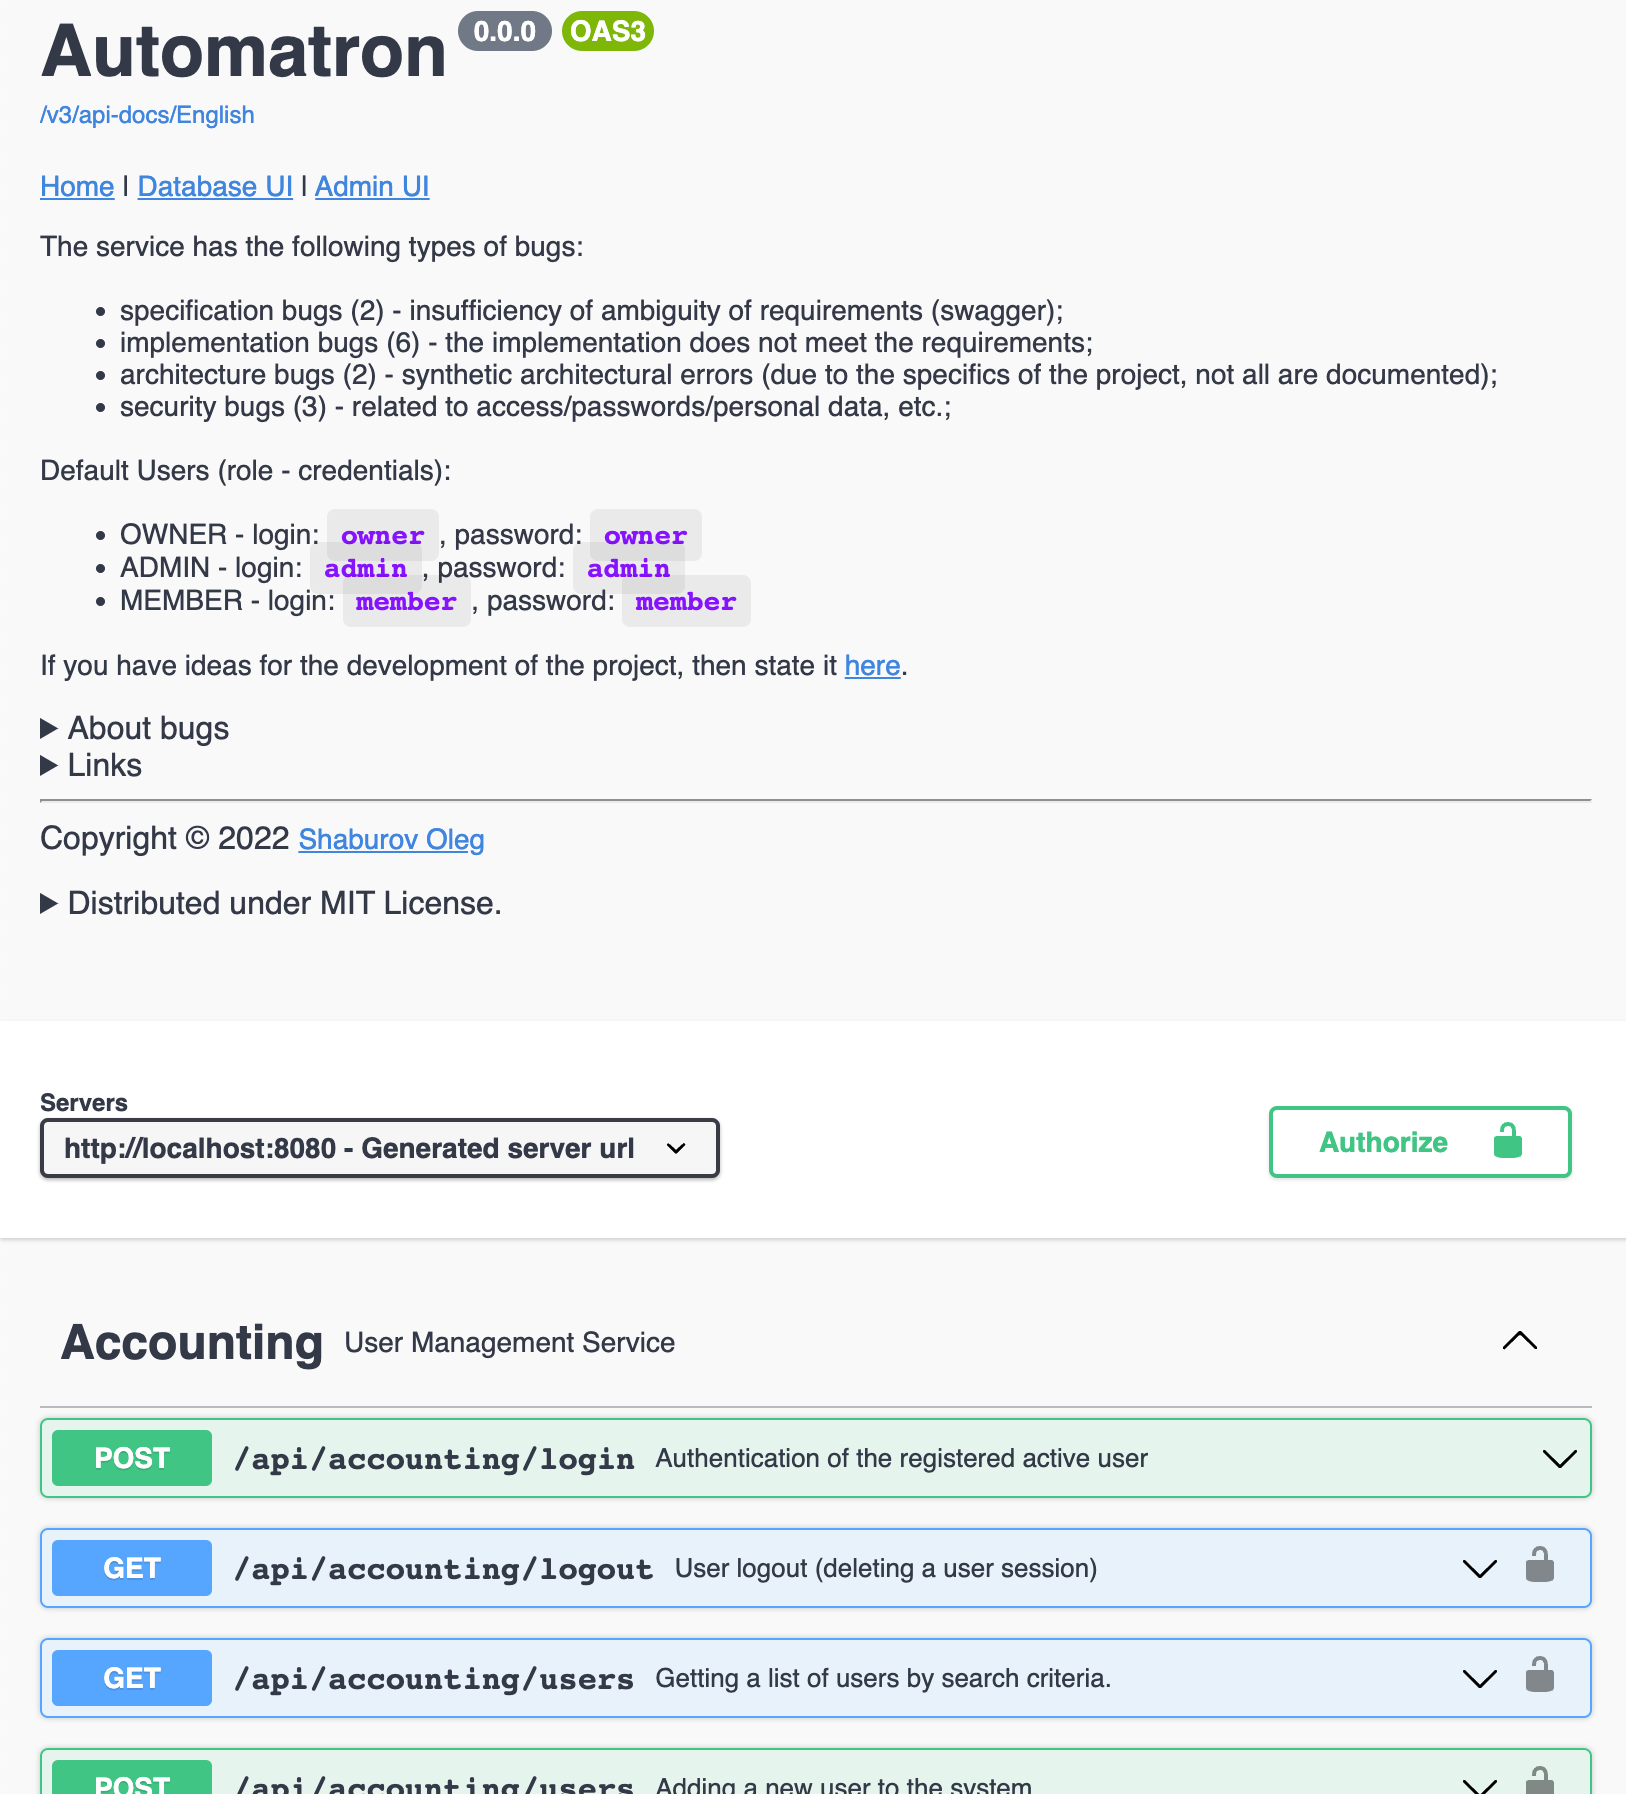 Automatron 0.0.0 OAS3
/v3/api-docs/English
Home | Database UI | Admin UI
The service has the following types of bugs:
• specification bugs (2) - insufficiency of ambiguity of requirements (swagger);
• implementation bugs (6) - the implementation does not meet the requirements;
• architecture bugs (2) - synthetic architectural errors (due to the specifics of the project, not all are documented);
• security bugs (3) - related to access/passwords/personal data, etc.;
Default Users (role - credentials):
• OWNER - login: owner , password: owner
• ADMIN - login: admin , password: admin
• MEMBER - login: member , password: member
If you have ideas for the development of the project, then state it here.
About bugs
Links
Copyright © 2022 Shaburov Oleg
Distributed under MIT License.
Servers
http://localhost:8080 - Generated server url
Authorize
Accounting User Management Service
POST /api/accounting/login Authentication of the registered active user
GET /api/accounting/logout User logout (deleting a user session)
GET /api/accounting/users Getting a list of users by search criteria.
POST /api/accounting/users Adding a new user to the system